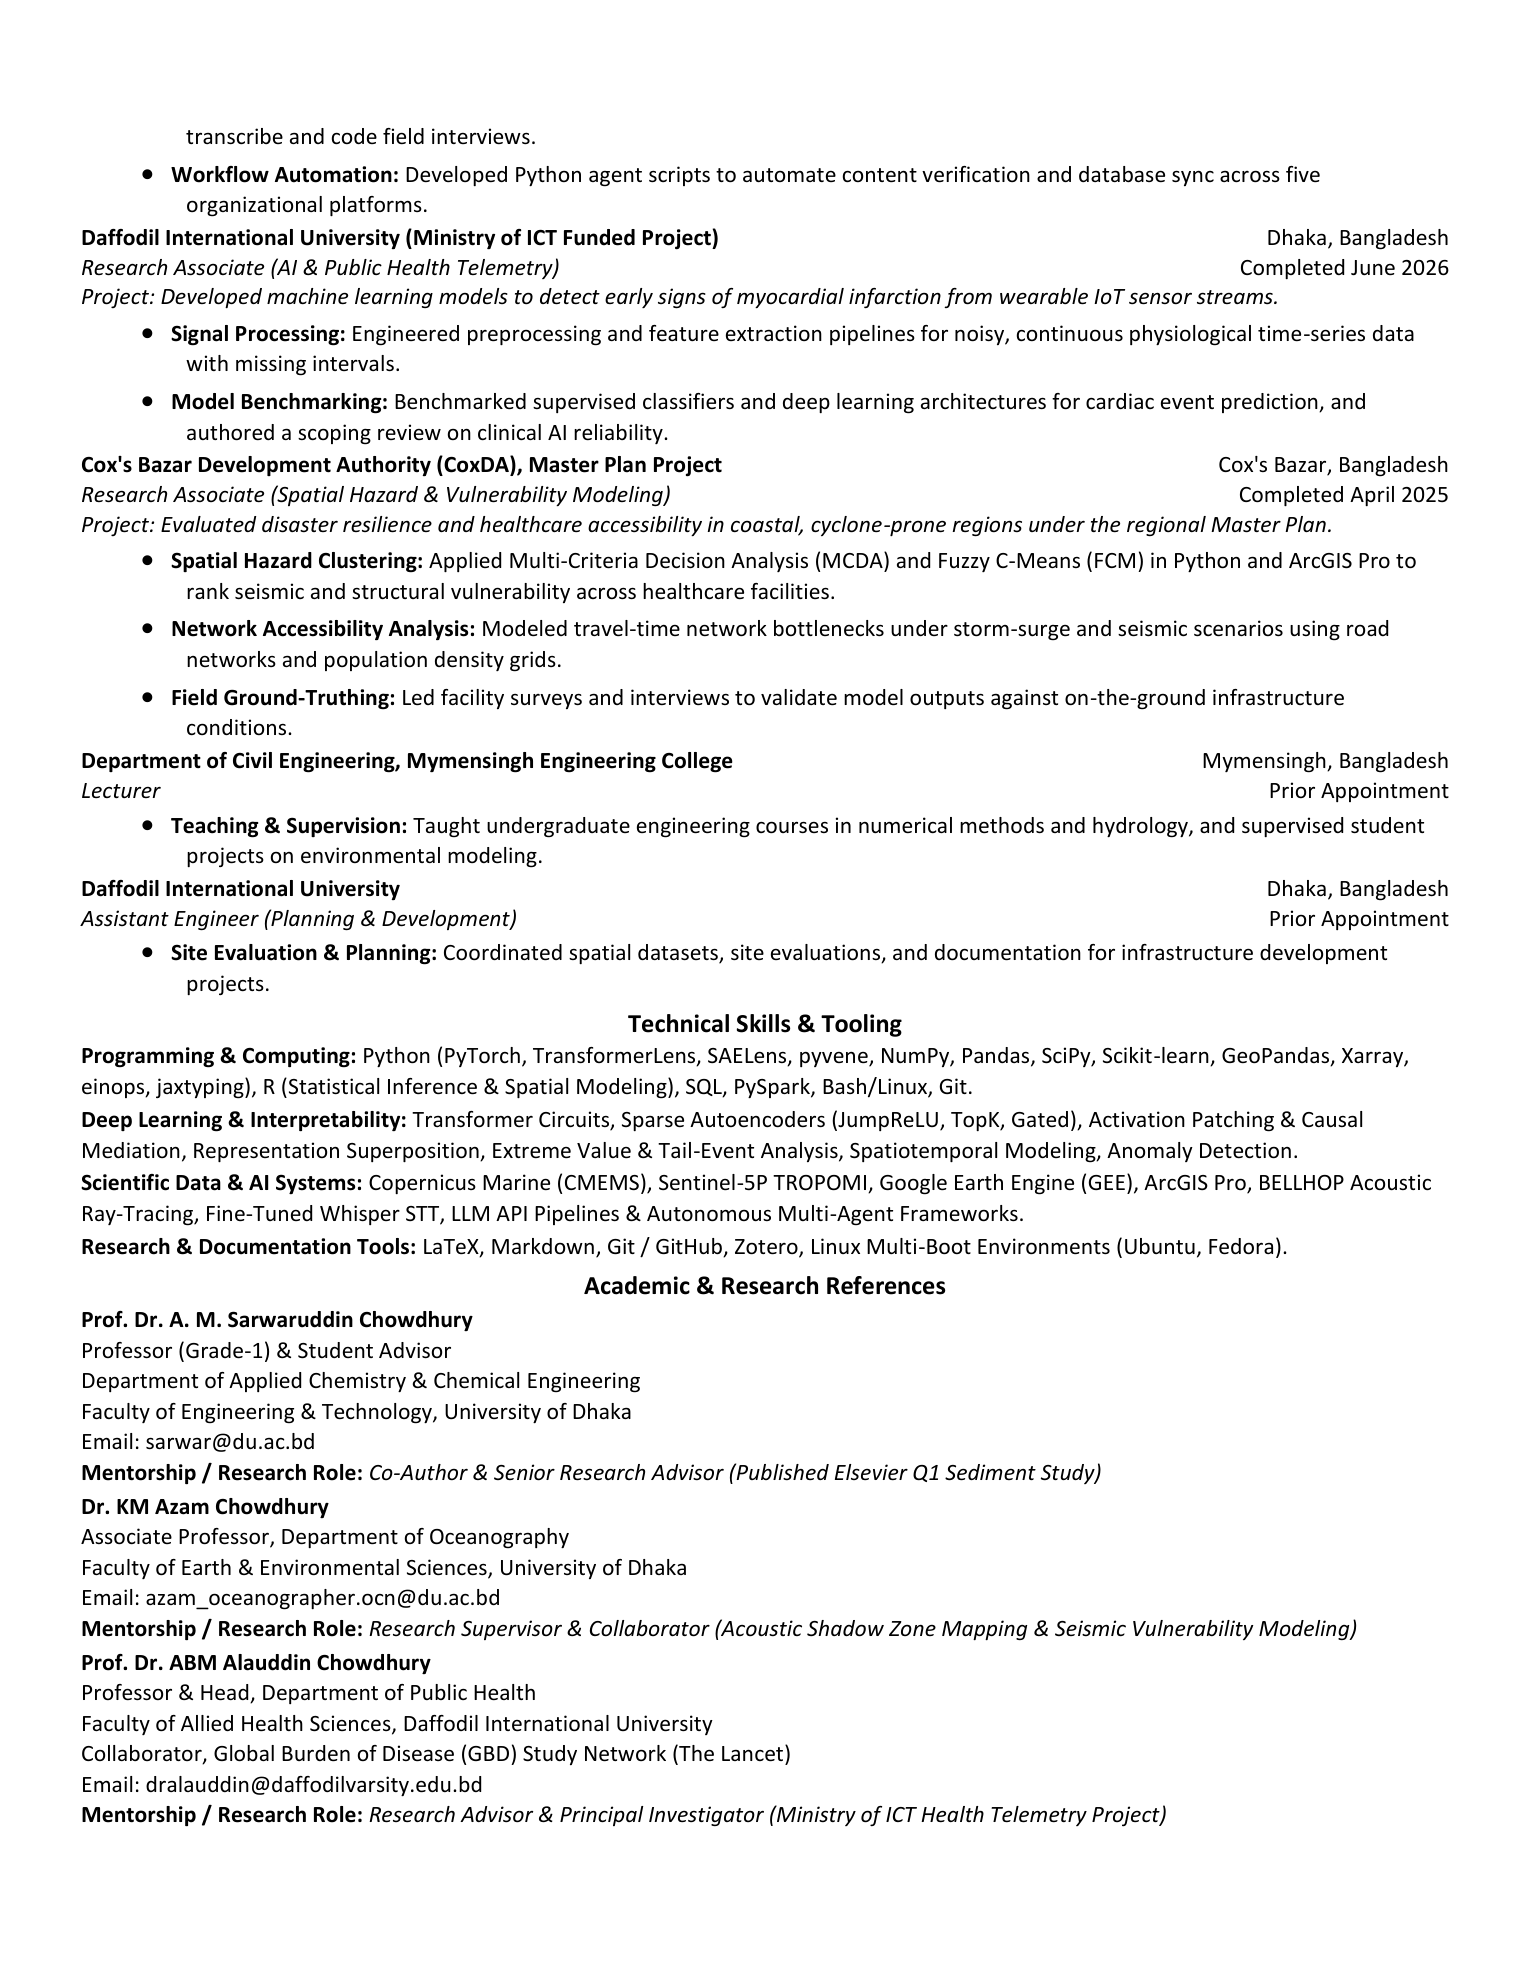 transcribe and code field interviews.
• Workflow Automation: Developed Python agent scripts to automate content verification and database sync across five
organizational platforms.
Daffodil International University (Ministry of ICT Funded Project) Dhaka, Bangladesh
Research Associate (AI & Public Health Telemetry) Completed June 2026
Project: Developed machine learning models to detect early signs of myocardial infarction from wearable IoT sensor streams.
• Signal Processing: Engineered preprocessing and feature extraction pipelines for noisy, continuous physiological time-series data
with missing intervals.
• Model Benchmarking: Benchmarked supervised classifiers and deep learning architectures for cardiac event prediction, and
authored a scoping review on clinical AI reliability.
Cox's Bazar Development Authority (CoxDA), Master Plan Project Cox's Bazar, Bangladesh
Research Associate (Spatial Hazard & Vulnerability Modeling) Completed April 2025
Project: Evaluated disaster resilience and healthcare accessibility in coastal, cyclone-prone regions under the regional Master Plan.
• Spatial Hazard Clustering: Applied Multi-Criteria Decision Analysis (MCDA) and Fuzzy C-Means (FCM) in Python and ArcGIS Pro to
rank seismic and structural vulnerability across healthcare facilities.
• Network Accessibility Analysis: Modeled travel-time network bottlenecks under storm-surge and seismic scenarios using road
networks and population density grids.
• Field Ground-Truthing: Led facility surveys and interviews to validate model outputs against on-the-ground infrastructure
conditions.
Department of Civil Engineering, Mymensingh Engineering College Mymensingh, Bangladesh
Lecturer Prior Appointment
• Teaching & Supervision: Taught undergraduate engineering courses in numerical methods and hydrology, and supervised student
projects on environmental modeling.
Daffodil International University Dhaka, Bangladesh
Assistant Engineer (Planning & Development) Prior Appointment
• Site Evaluation & Planning: Coordinated spatial datasets, site evaluations, and documentation for infrastructure development
projects.
Technical Skills & Tooling
Programming & Computing: Python (PyTorch, TransformerLens, SAELens, pyvene, NumPy, Pandas, SciPy, Scikit-learn, GeoPandas, Xarray,
einops, jaxtyping), R (Statistical Inference & Spatial Modeling), SQL, PySpark, Bash/Linux, Git.
Deep Learning & Interpretability: Transformer Circuits, Sparse Autoencoders (JumpReLU, TopK, Gated), Activation Patching & Causal
Mediation, Representation Superposition, Extreme Value & Tail-Event Analysis, Spatiotemporal Modeling, Anomaly Detection.
Scientific Data & AI Systems: Copernicus Marine (CMEMS), Sentinel-5P TROPOMI, Google Earth Engine (GEE), ArcGIS Pro, BELLHOP Acoustic
Ray-Tracing, Fine-Tuned Whisper STT, LLM API Pipelines & Autonomous Multi-Agent Frameworks.
Research & Documentation Tools: LaTeX, Markdown, Git / GitHub, Zotero, Linux Multi-Boot Environments (Ubuntu, Fedora).
Academic & Research References
Prof. Dr. A. M. Sarwaruddin Chowdhury
Professor (Grade-1) & Student Advisor
Department of Applied Chemistry & Chemical Engineering
Faculty of Engineering & Technology, University of Dhaka
Email: sarwar@du.ac.bd
Mentorship / Research Role: Co-Author & Senior Research Advisor (Published Elsevier Q1 Sediment Study)
Dr. KM Azam Chowdhury
Associate Professor, Department of Oceanography
Faculty of Earth & Environmental Sciences, University of Dhaka
Email: azam_oceanographer.ocn@du.ac.bd
Mentorship / Research Role: Research Supervisor & Collaborator (Acoustic Shadow Zone Mapping & Seismic Vulnerability Modeling)
Prof. Dr. ABM Alauddin Chowdhury
Professor & Head, Department of Public Health
Faculty of Allied Health Sciences, Daffodil International University
Collaborator, Global Burden of Disease (GBD) Study Network (The Lancet)
Email: dralauddin@daffodilvarsity.edu.bd
Mentorship / Research Role: Research Advisor & Principal Investigator (Ministry of ICT Health Telemetry Project)